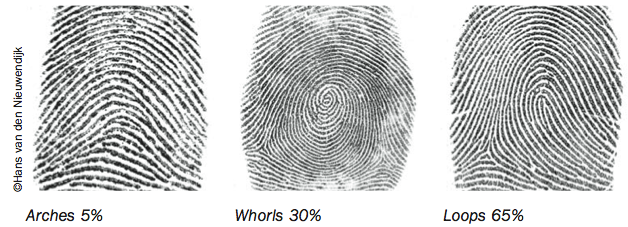 ©Hans van den Nieuwendijk
Arches 5%
Whorls 30%
Loops 65%